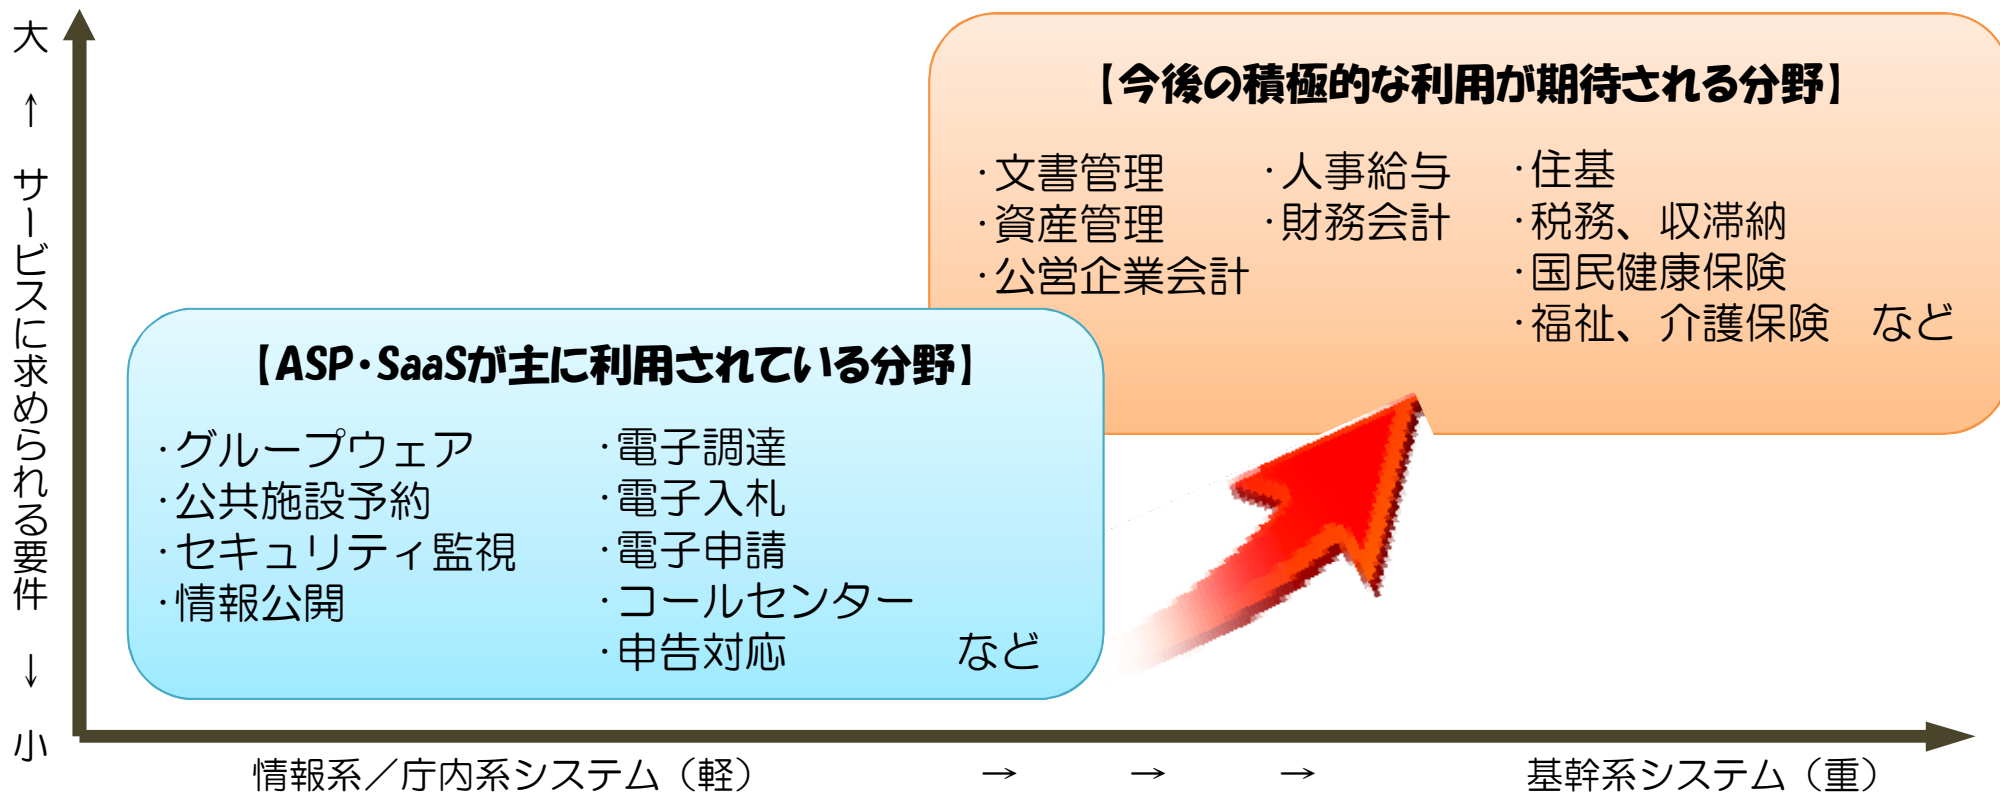 大 ↑ サービスに求められる要件 ↓ 小
【今後の積極的な利用が期待される分野】
・文書管理
・資産管理
・公営企業会計
・人事給与
・財務会計
・住基
・税務、収滞納
・国民健康保険
・福祉、介護保険 など
【ASP・SaaSが主に利用されている分野】
・グループウェア
・公共施設予約
・セキュリティ監視
・情報公開
・電子調達
・電子入札
・電子申請
・コールセンター
・申告対応 など
情報系／庁内系システム（軽） → → → 基幹系システム（重）